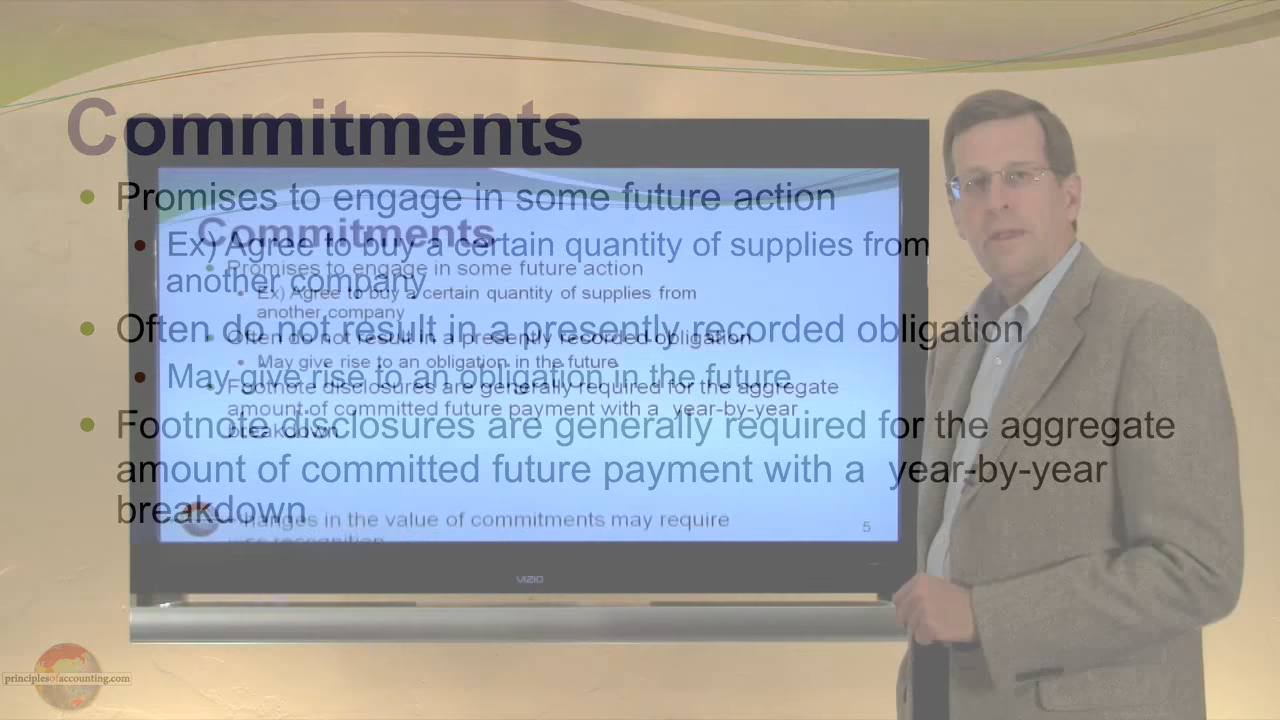 Commitments
• Promises to engage in some future action
• Ex) Agree to buy a certain quantity of supplies from
another company
• Often do not result in a presently recorded obligation
• May give rise to an obligation in the future
• Footnote disclosures are generally required for the aggregate
amount of committed future payment with a year-by-year
breakdown
Commitments
• Promises to engage in some future action
• Ex) Agree to buy a certain quantity of supplies from
another company
• Often do not result in a presently recorded obligation
• May give rise to an obligation in the future
• Footnote disclosures are generally required for the aggregate
amount of committed future payment with a year-by-year
breakdown
in the value of commitments may require
recognition
5
VIZIO
principlesofaccounting.com